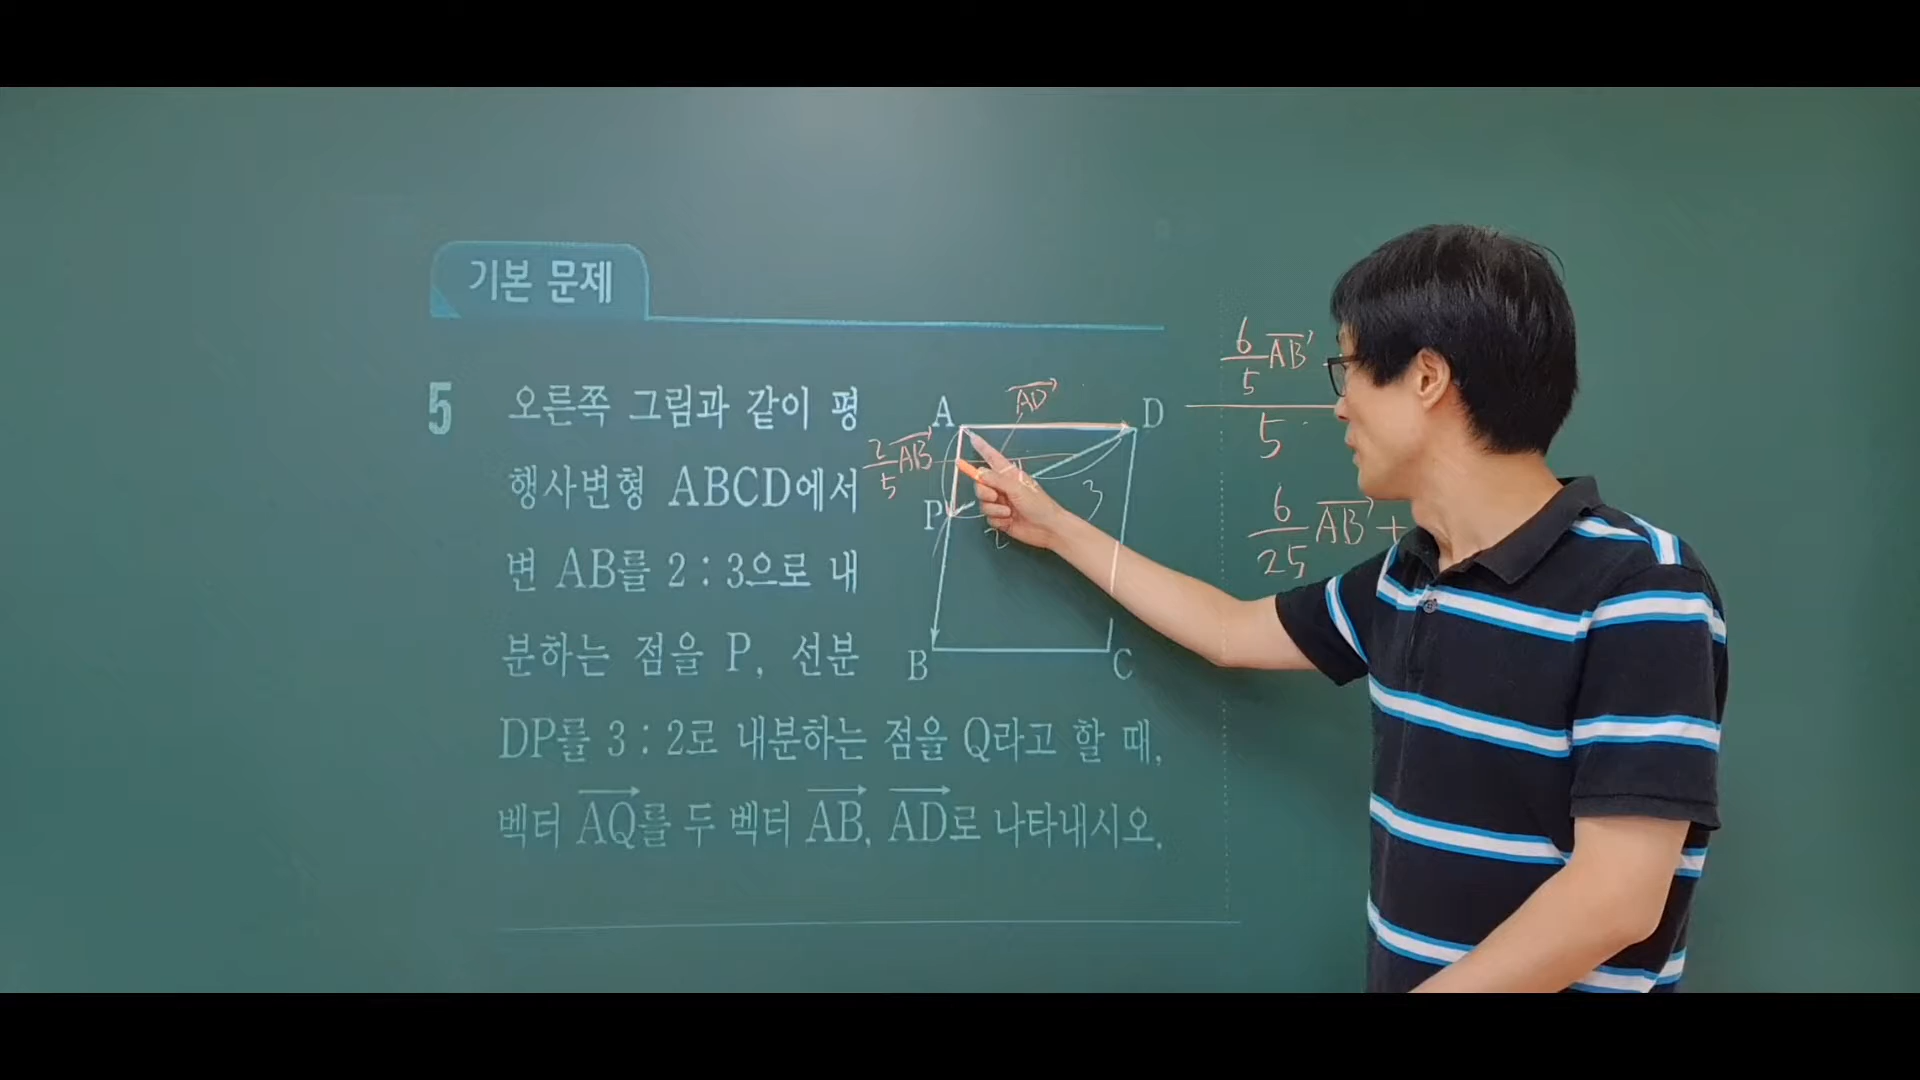 기본 문제
5 오른쪽 그림과 같이 평
행사변형 ABCD에서
변 AB를 2 : 3으로 내
분하는 점을 P, 선분
DP를 3 : 2로 내분하는 점을 Q라고 할 때,
벡터 AQ를 두 벡터 AB, AD로 나타내시오.
AD
A
D
2/5 AB
3
P
2
B
C
6/5 AB
5
6/25 AB +